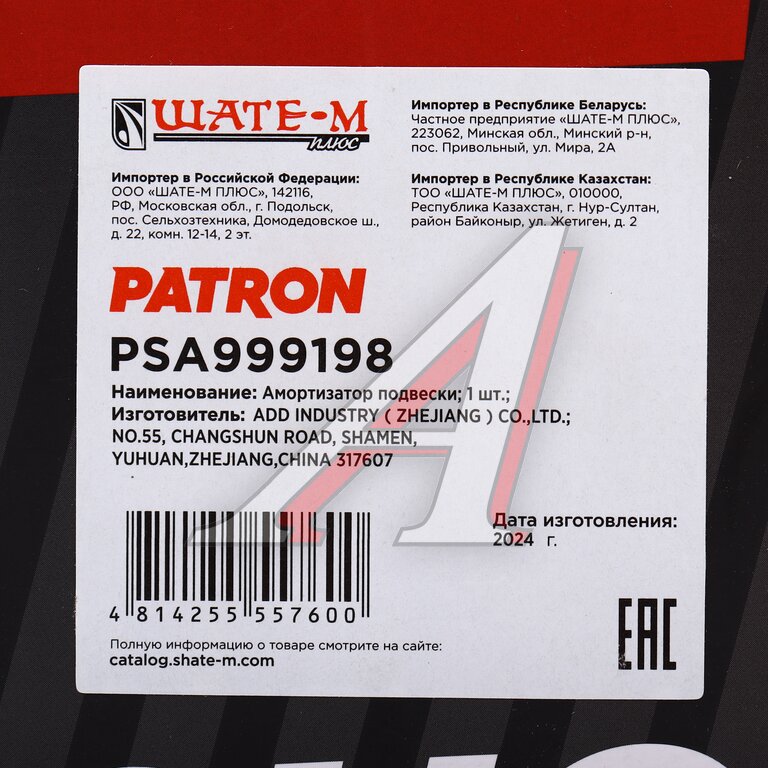 ШАТЕ-М
ПЛЮС
Импортер в Российской Федерации:
ООО «ШАТЕ-М ПЛЮС», 142116,
РФ, Московская обл., г. Подольск,
пос. Сельхозтехника, Домодедовское ш.,
д. 22, комн. 12-14, 2 эт.
Импортер в Республике Беларусь:
Частное предприятие «ШАТЕ-М ПЛЮС»,
223062, Минская обл., Минский р-н,
пос. Привольный, ул. Мира, 2А
Импортер в Республике Казахстан:
ТОО «ШАТЕ-М ПЛЮС», 010000,
Республика Казахстан, г. Нур-Султан,
район Байконыр, ул. Жетиген, д. 2
PATRON
PSA999198
Наименование: Амортизатор подвески; 1 шт.;
Изготовитель: ADD INDUSTRY ( ZHEJIANG ) CO.,LTD.;
NO.55, CHANGSHUN ROAD, SHAMEN,
YUHUAN,ZHEJIANG,CHINA 317607
Дата изготовления:
2024 г.
4 814255 557600
Полную информацию о товаре смотрите на сайте:
catalog.shate-m.com
EAC